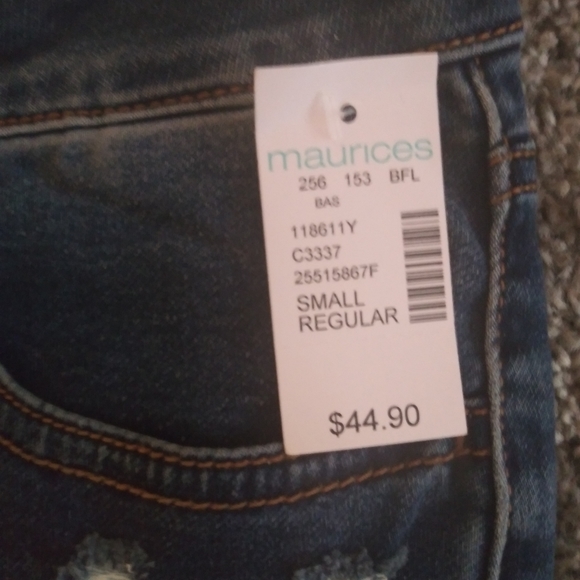 maurices
256 153 BFL
BAS
118611Y
C3337
25515867F
SMALL
REGULAR
$44.90